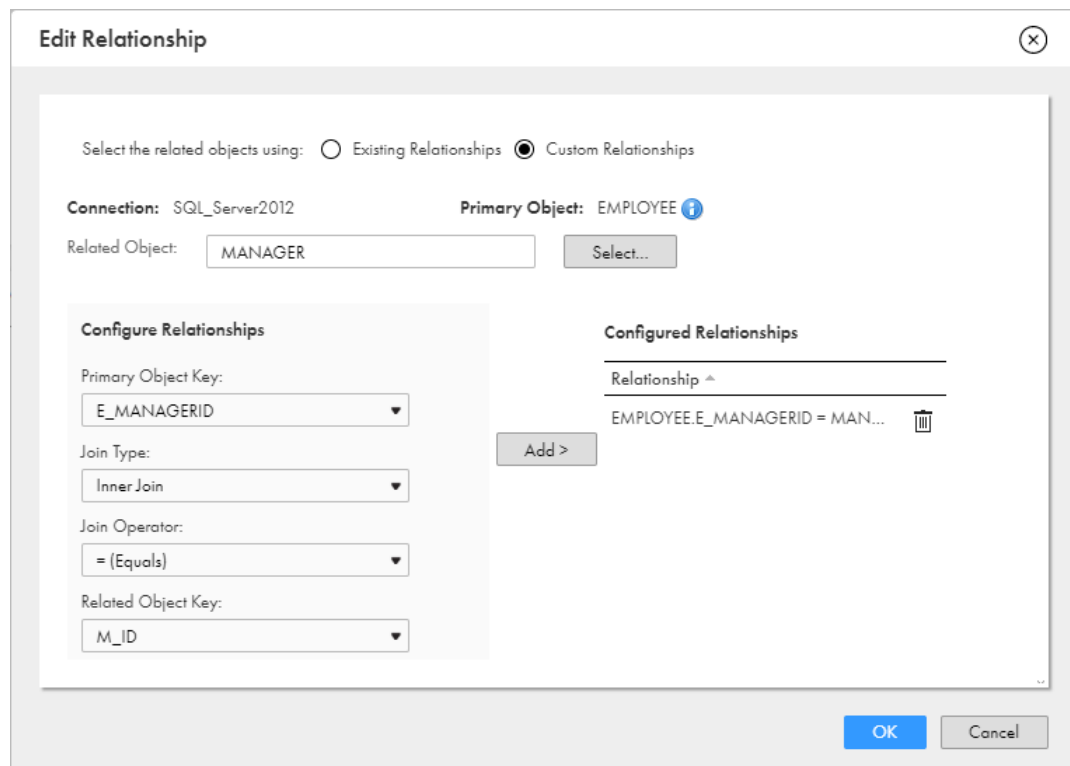 Edit Relationship
Select the related objects using: Existing Relationships Custom Relationships
Connection: SQL_Server2012 Primary Object: EMPLOYEE
Related Object: MANAGER Select...
Configure Relationships
Primary Object Key:
E_MANAGERID
Join Type:
Inner Join
Join Operator:
= (Equals)
Related Object Key:
M_ID
Add >
Configured Relationships
Relationship
EMPLOYEE.E_MANAGERID = MAN...
OK Cancel